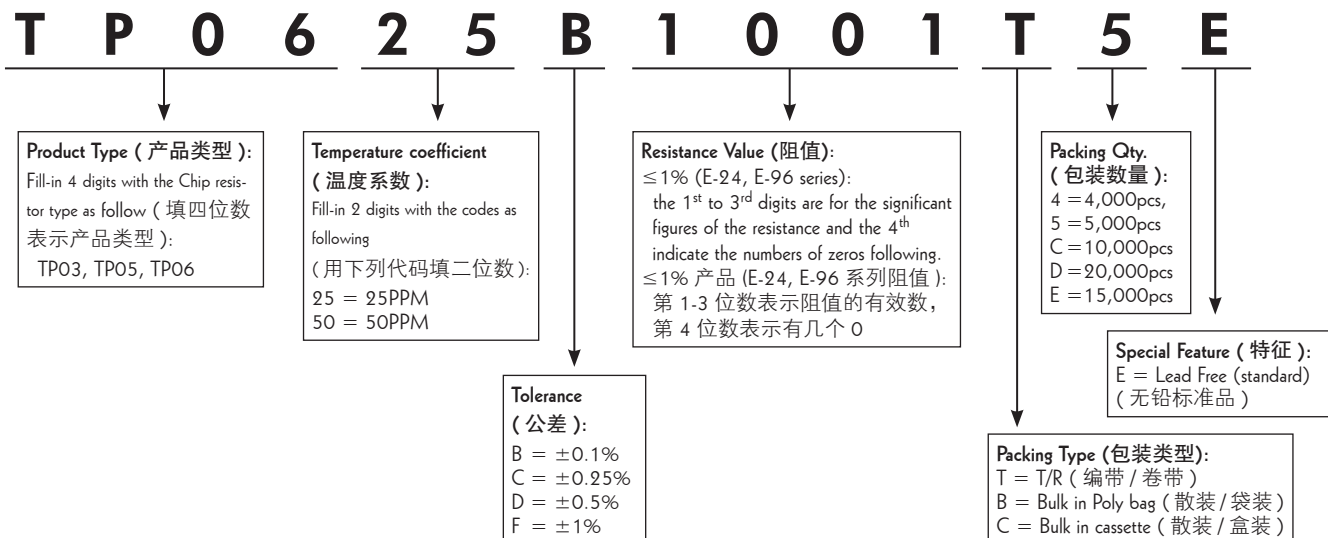 T P 0 6 2 5 B 1 0 0 1 T 5 E
Product Type ( 产品类型 ):
Fill-in 4 digits with the Chip resis-
tor type as follow ( 填四位数
表示产品类型 ):
TP03, TP05, TP06
Temperature coefficient
( 温度系数 ):
Fill-in 2 digits with the codes as
following
(用下列代码填二位数):
25 = 25PPM
50 = 50PPM
Tolerance
( 公差 ):
B = ±0.1%
C = ±0.25%
D = ±0.5%
F = ±1%
Resistance Value (阻值):
≤1% (E-24, E-96 series):
the 1st to 3rd digits are for the significant
figures of the resistance and the 4th
indicate the numbers of zeros following.
≤1% 产品 (E-24, E-96 系列阻值 ):
第 1-3 位数表示阻值的有效数，
第 4 位数表示有几个 0
Packing Type (包装类型):
T = T/R ( 编带 / 卷带 )
B = Bulk in Poly bag ( 散装 / 袋装 )
C = Bulk in cassette ( 散装 / 盒装 )
Packing Qty.
( 包装数量 ):
4 =4,000pcs,
5 =5,000pcs
C =10,000pcs
D =20,000pcs
E =15,000pcs
Special Feature ( 特征 ):
E = Lead Free (standard)
( 无铅标准品 )